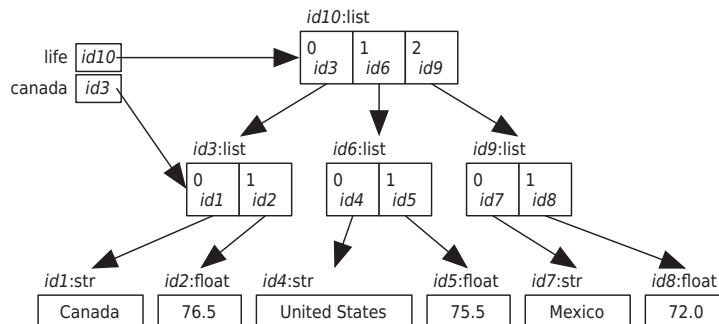 id10:list
life id10
0 1 2
id3 id6 id9
canada id3
id3:list id6:list id9:list
0 1 0 1 0 1
id1 id2 id4 id5 id7 id8
id1:str id2:float id4:str id5:float id7:str id8:float
Canada 76.5 United States 75.5 Mexico 72.0